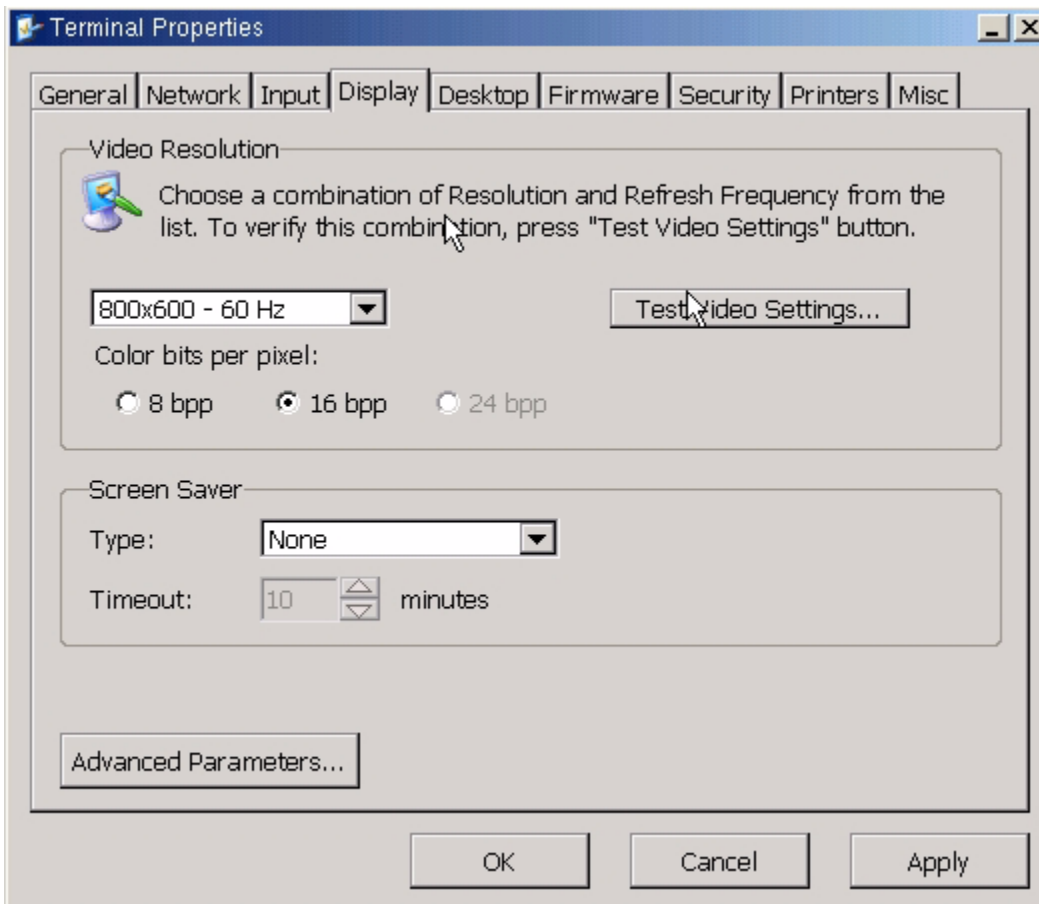 Terminal Properties
General Network Input Display Desktop Firmware Security Printers Misc
Video Resolution
Choose a combination of Resolution and Refresh Frequency from the
list. To verify this combination, press "Test Video Settings" button.
800x600 - 60 Hz
Test Video Settings...
Color bits per pixel:
8 bpp 16 bpp 24 bpp
Screen Saver
Type: None
Timeout: 10 minutes
Advanced Parameters...
OK Cancel Apply